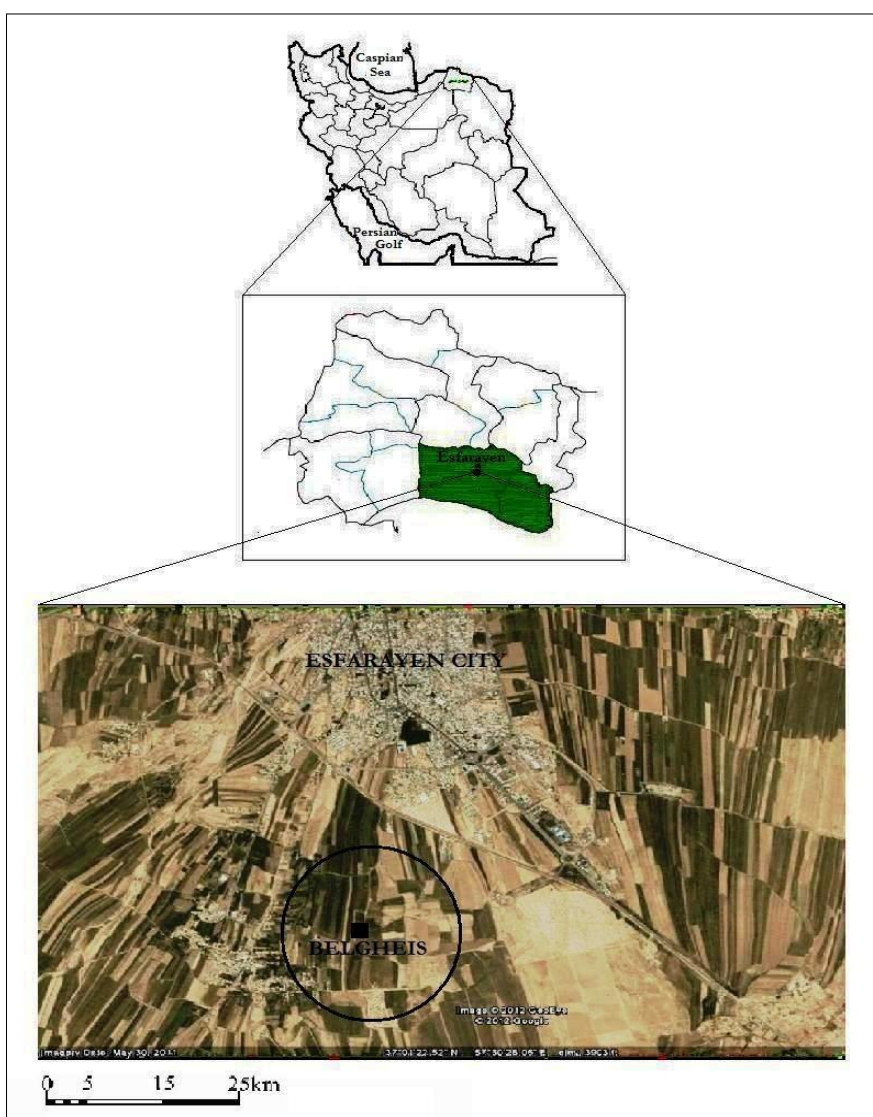 Caspian
Sea
Persian
Golf
Esfarayen
ESFARAYEN CITY
BELGHEIS
Image © 2012 GeoEye
© 2012 Google
Imagery Date: May 30, 2011
0 5 15 25km